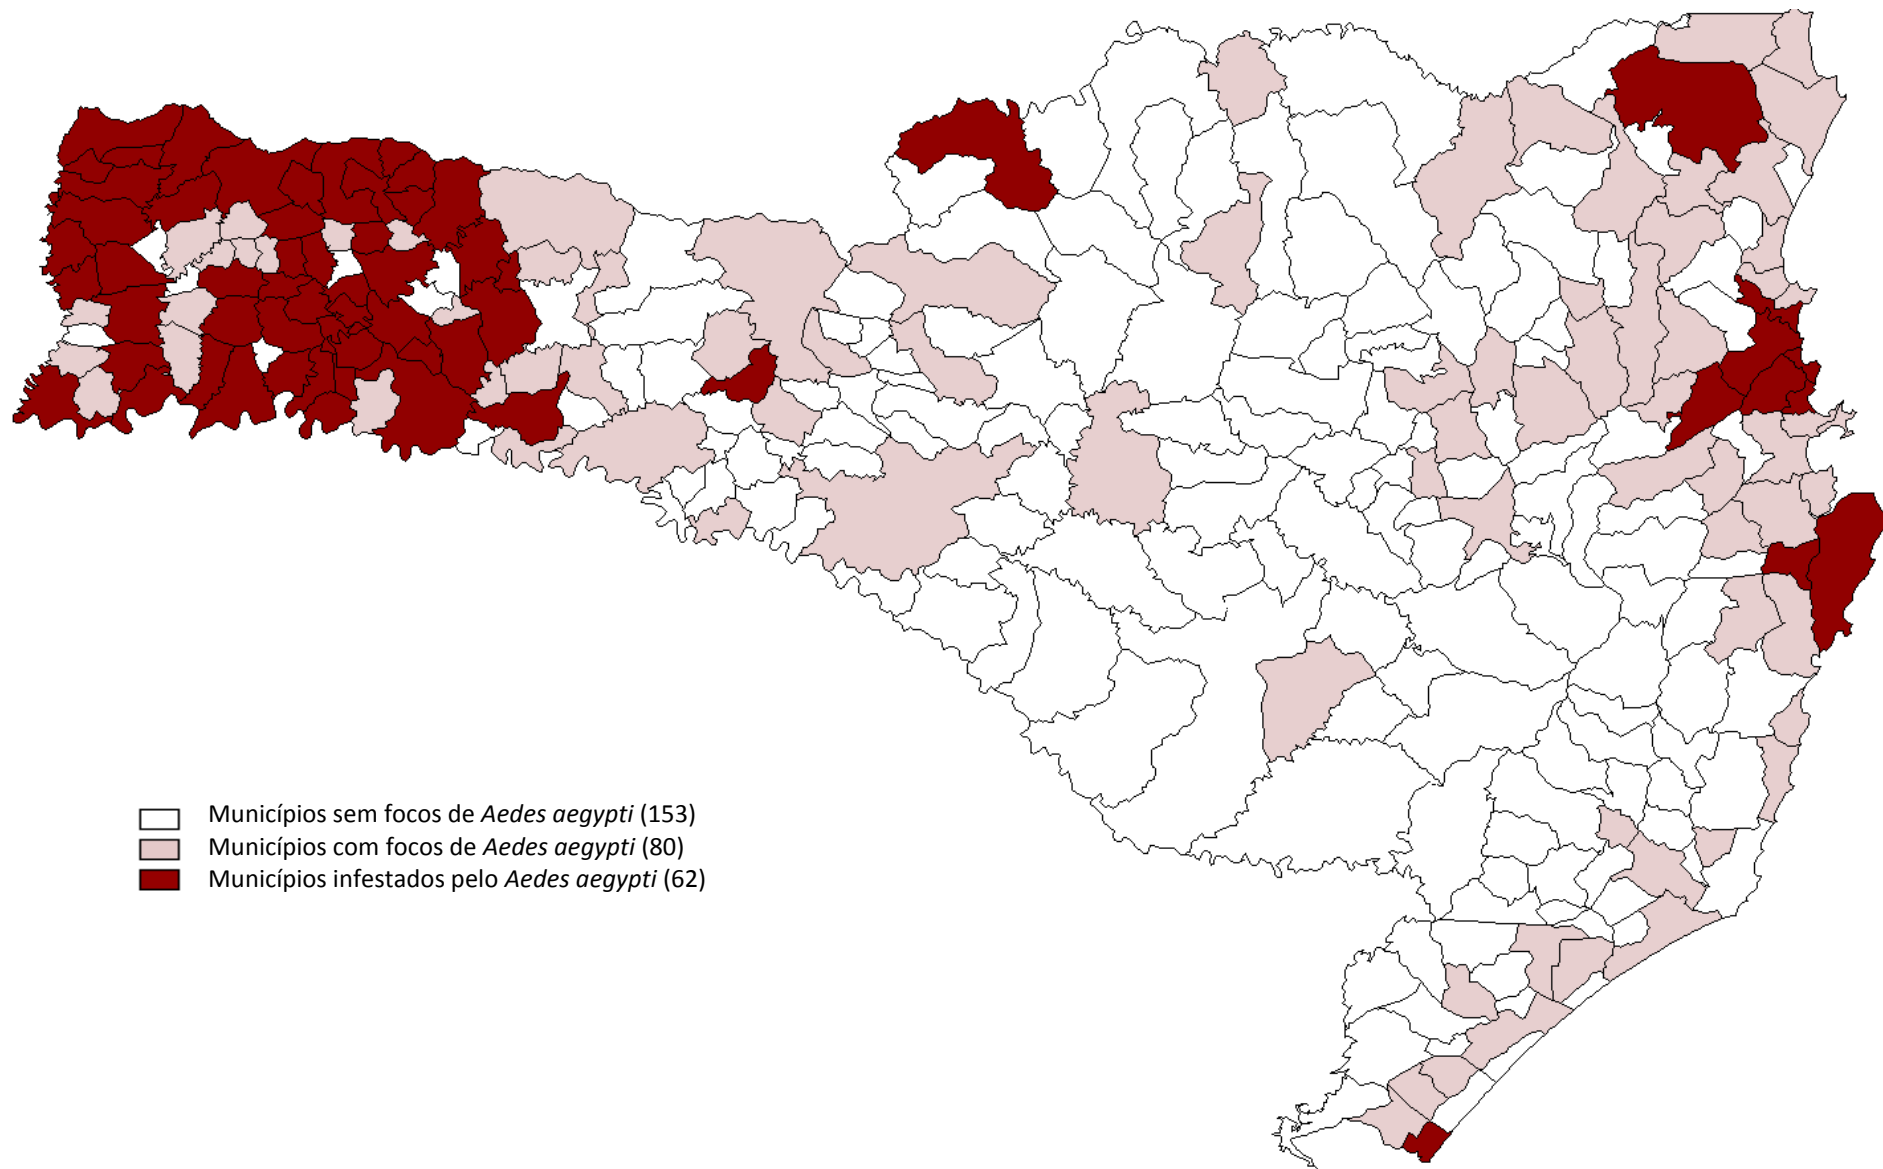 Municípios sem focos de Aedes aegypti (153)
Municípios com focos de Aedes aegypti (80)
Municípios infestados pelo Aedes aegypti (62)